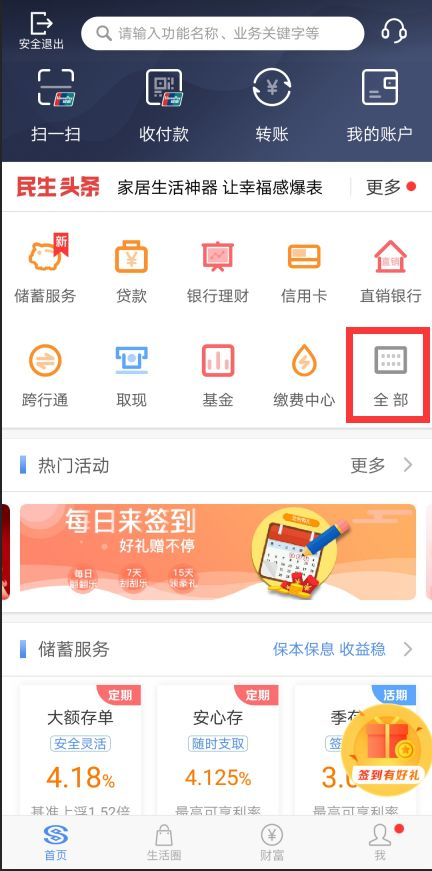 安全退出
请输入功能名称、业务关键字等
扫一扫 收付款 转账 我的账户
民生头条 家居生活神器 让幸福感爆表 更多
新
储蓄服务 贷款 银行理财 信用卡 直销银行
直销
跨行通 取现 基金 缴费中心 全部
热门活动 更多
每日来签到
好礼赠不停
每日 7天 15天
翻翻乐 刮刮乐 领豪礼
储蓄服务 保本保息 收益稳
定期 定期 活期
大额存单 安心存 季存
安全灵活 随时支取 签
4.18% 4.125% 3.0
签到有好礼
基准上浮1.52倍 最高可享利率 最高可享利率
首页 生活圈 财富 我